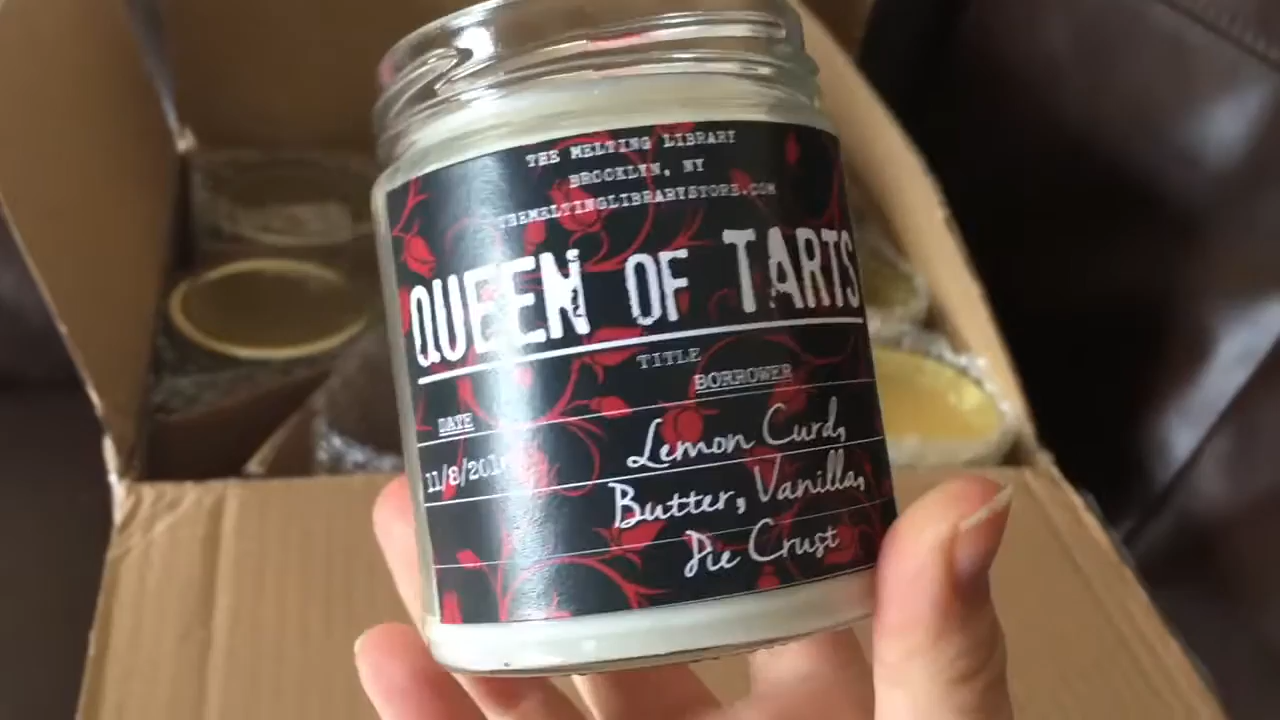 THE MELTING LIBRARY
BROOKLYN, NY
THEMELTINGLIBRARYSTORE.COM
QUEEN OF TARTS
TITLE
BORROWER
DATE
Lemon Curd,
Butter, Vanilla,
Pie Crust